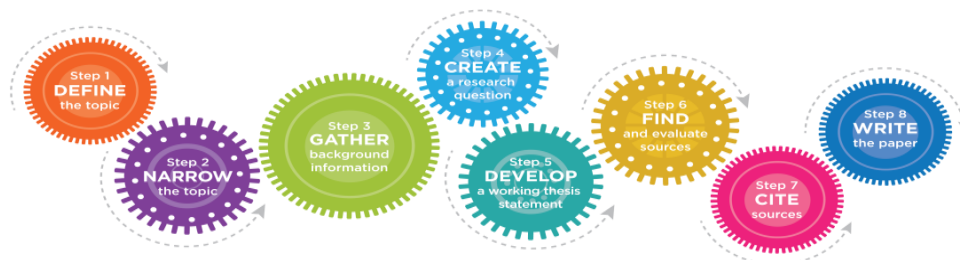 Step 1
DEFINE
the topic
Step 2
NARROW
the topic
Step 3
GATHER
background
information
Step 4
CREATE
a research
question
Step 5
DEVELOP
a working thesis
statement
Step 6
FIND
and evaluate
sources
Step 7
CITE
sources
Step 8
WRITE
the paper